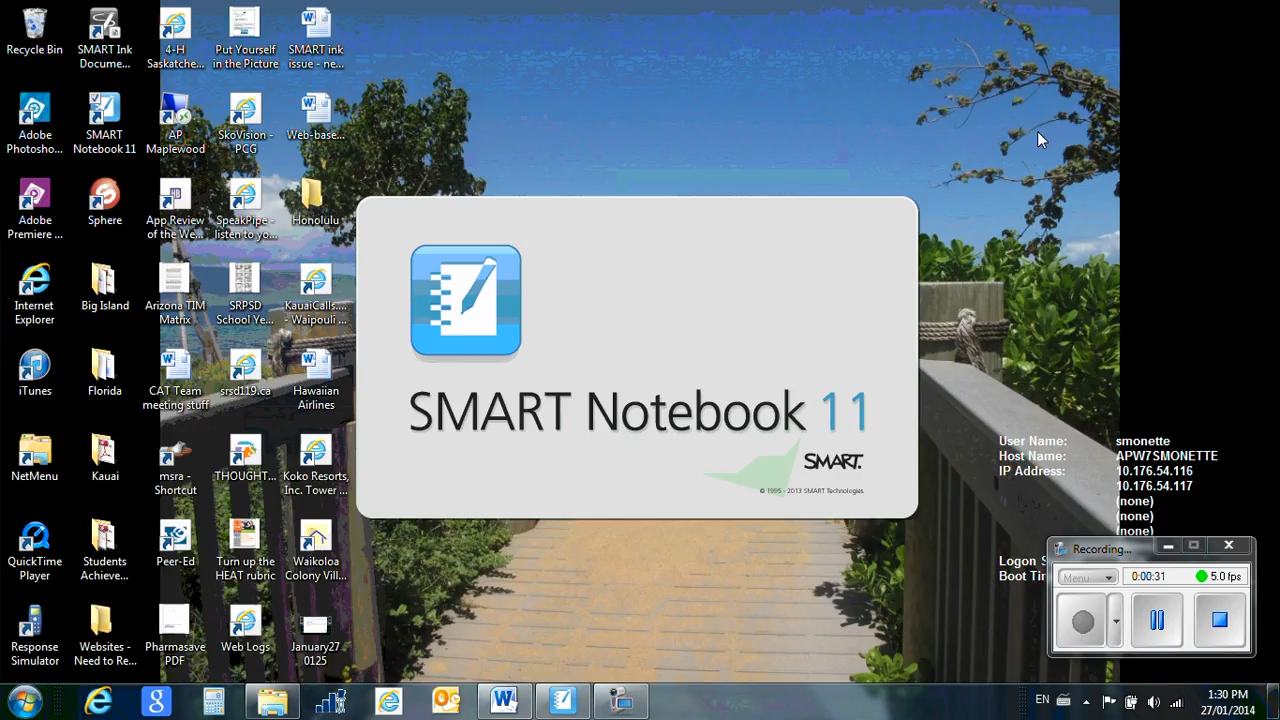 Recycle Bin
SMART Ink
Docume...
4-H
Saskatche...
Put Yourself
in the Picture
SMART ink
issue - ne...
Adobe
Photosho...
SMART
Notebook 11
AP
Maplewood
SkoVision -
PCG
Web-base...
Adobe
Premiere ...
Sphere
App Review
of the We...
SpeakPipe -
listen to yo...
Honolulu
Internet
Explorer
Big Island
Arizona TIM
Matrix
SRPSD
School Ye...
KauaiCalls....
- Waipouli ...
iTunes
Florida
CAT Team
meeting stuff
srsd119.ca
Hawaiian
Airlines
NetMenu
Kauai
msra -
Shortcut
THOUGHT...
Koko Resorts,
Inc. Tower ...
QuickTime
Player
Students
Achieve...
Peer-Ed
Turn up the
HEAT rubric
Waikoloa
Colony Vill...
Response
Simulator
Websites -
Need to Re...
Pharmasave
PDF
Web Logs
January27
0125
SMART Notebook 11
SMART
© 1995 - 2013 SMART Technologies.
User Name: smonette
Host Name: APW7SMONETTE
IP Address: 10.176.54.116
10.176.54.117
(none)
(none)
(none)
Logon S
Boot Tim
Recording...
Menu
0:00:31
5.0 fps
EN
1:30 PM
27/01/2014